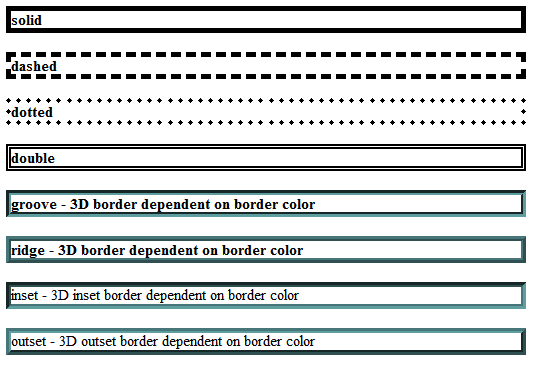 solid
dashed
dotted
double
groove - 3D border dependent on border color
ridge - 3D border dependent on border color
inset - 3D inset border dependent on border color
outset - 3D outset border dependent on border color